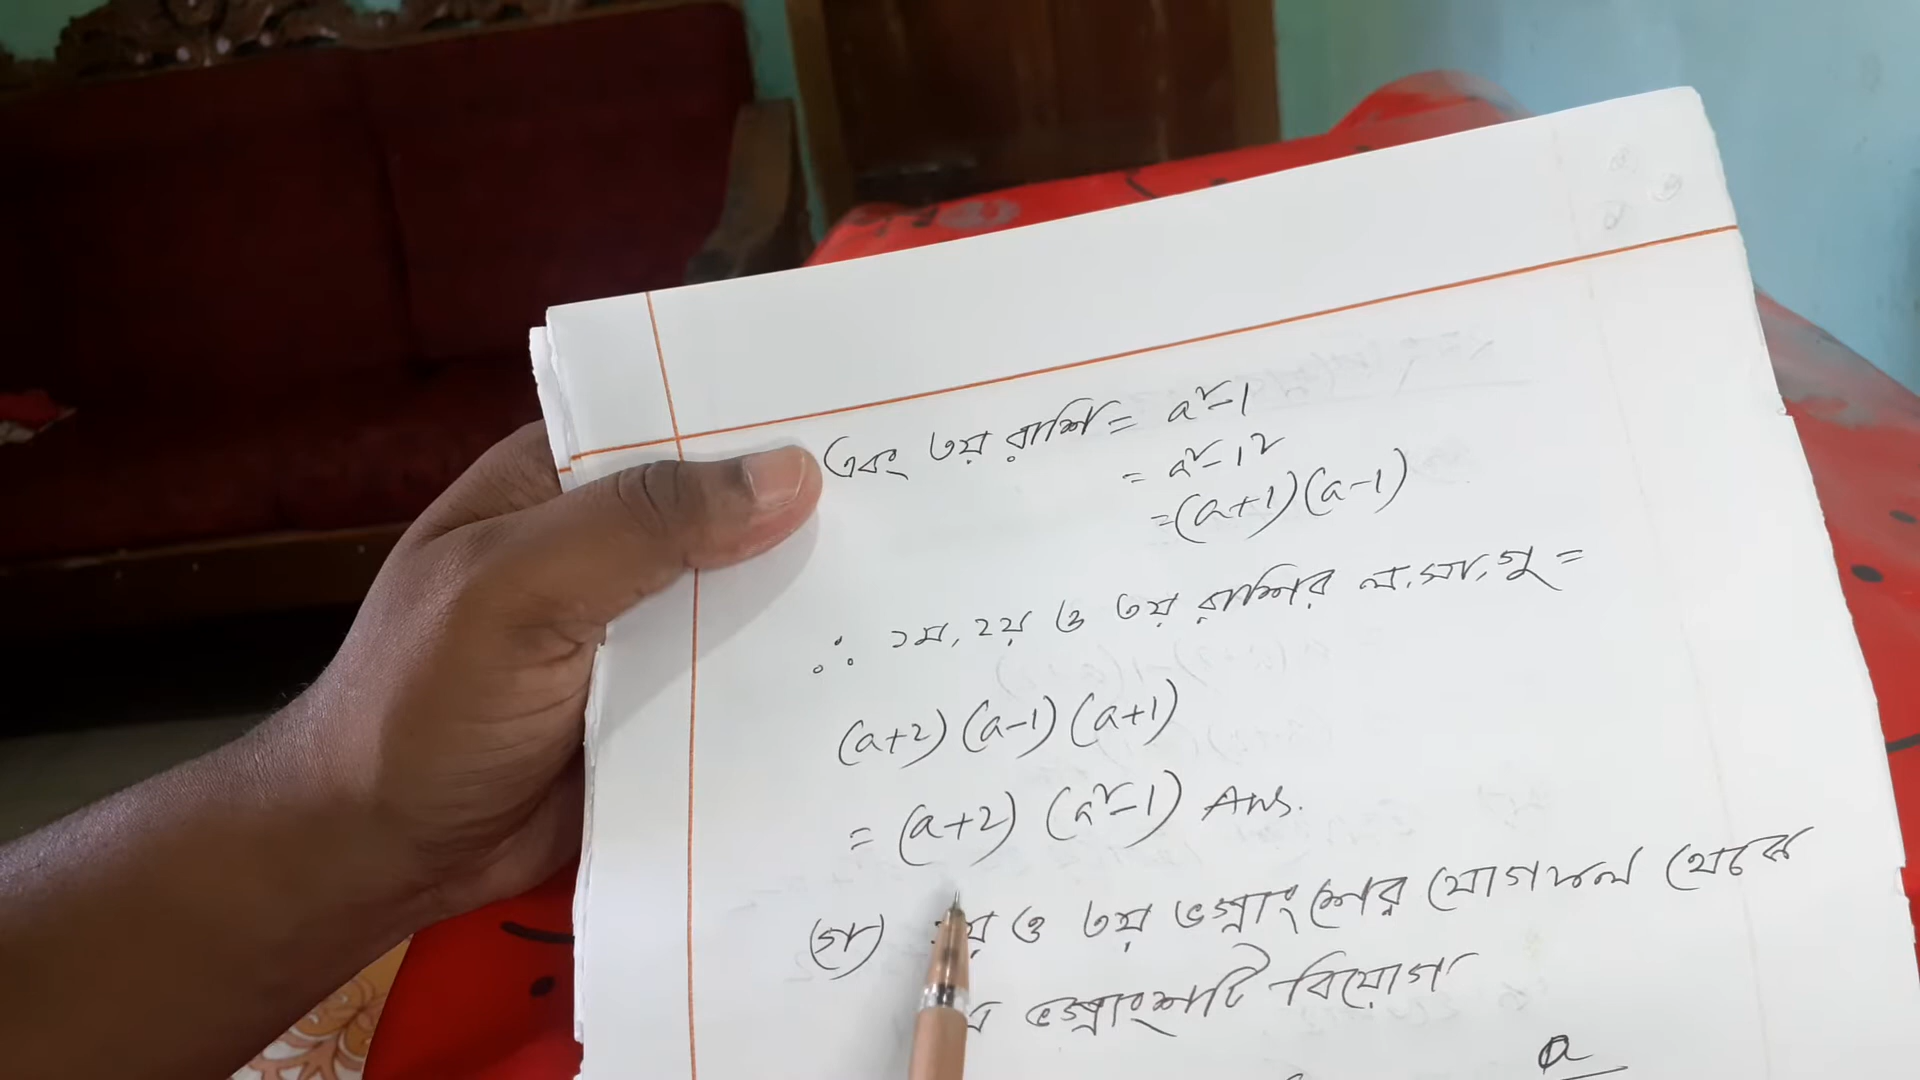 এবং ৩য় রাশি = a²-1
= a²-1²
=(a+1)(a-1)
∴ ১ম, ২য় ও ৩য় রাশির ল.সা.গু =
(a+2)(a-1)(a+1)
= (a+2) (a²-1) Ans.
(গ) ২য় ও ৩য় ভগ্নাংশের যোগফল থেকে
ভগ্নাংশটি বিয়োগ
a